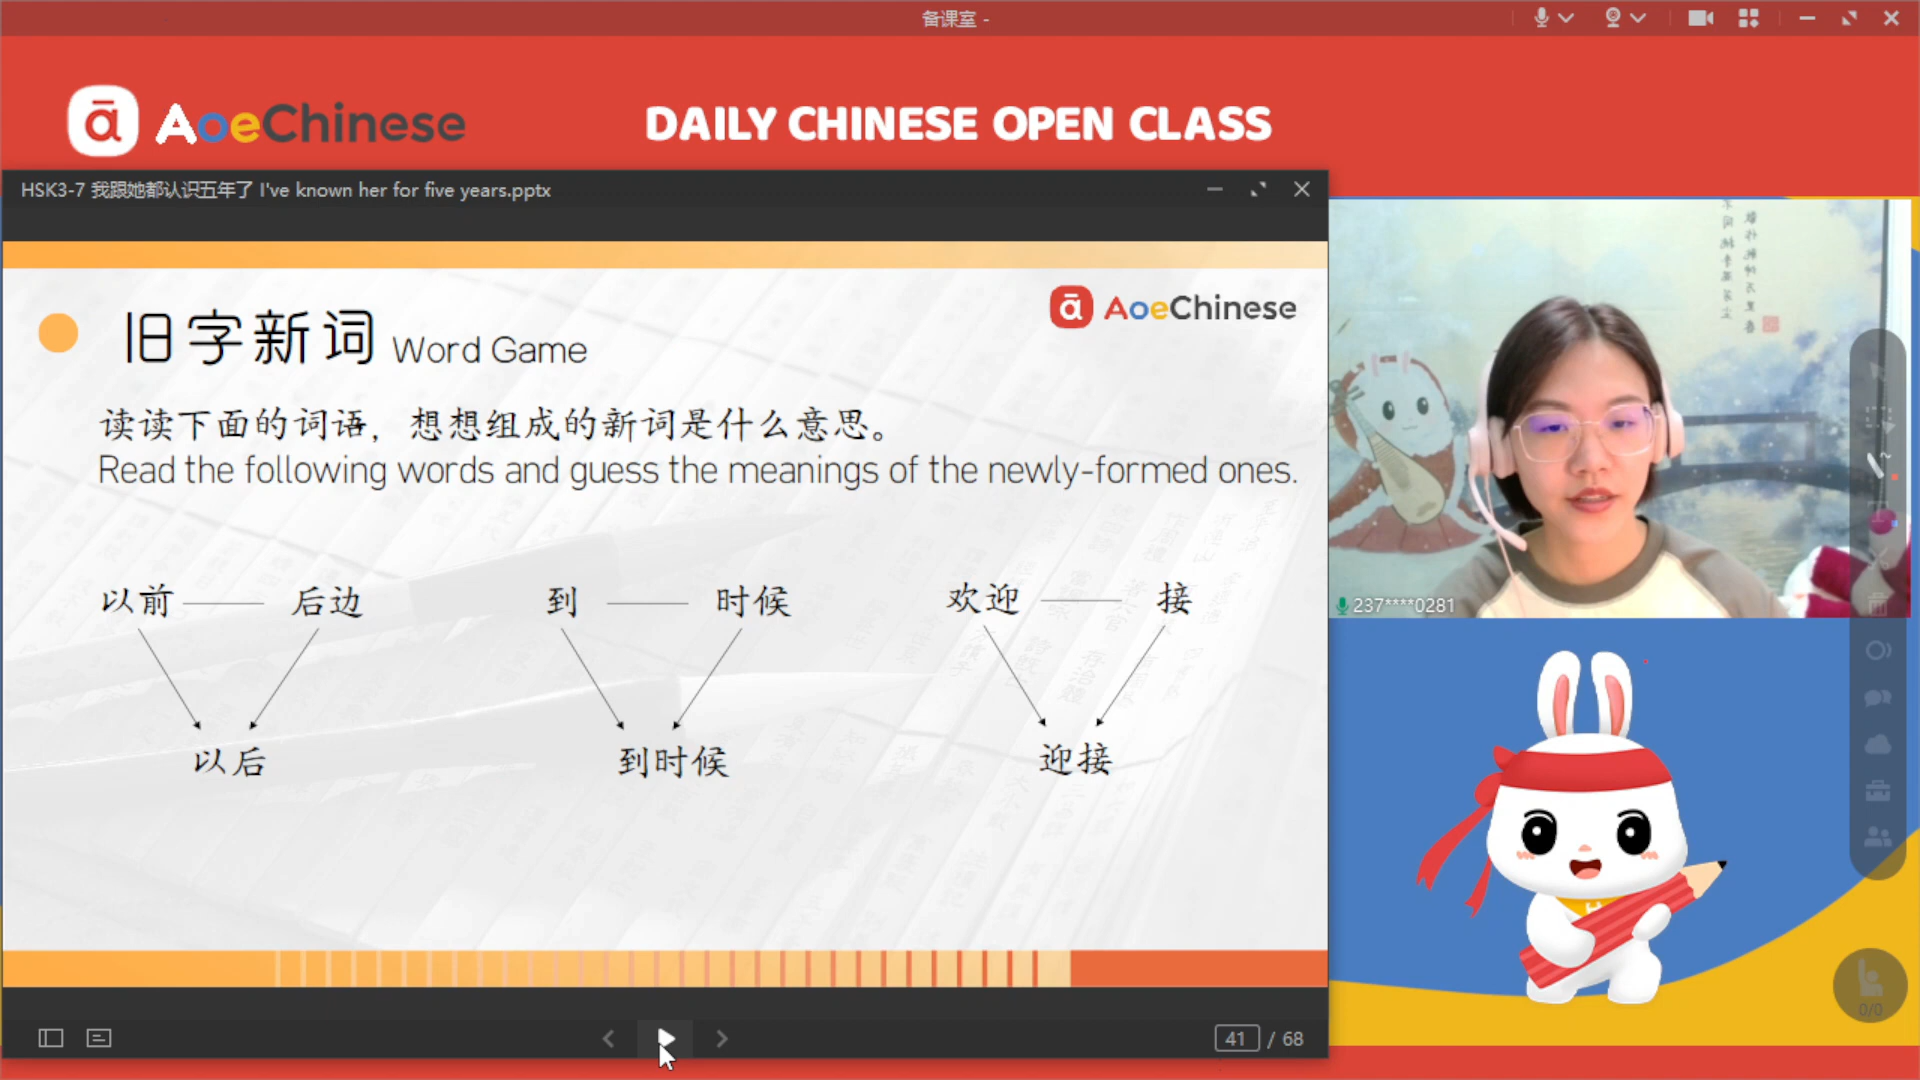 备课室 -
ā AoeChinese
DAILY CHINESE OPEN CLASS
HSK3-7 我跟她都认识五年了 I've known her for five years.pptx
ā AoeChinese
旧字新词 Word Game
读读下面的词语，想想组成的新词是什么意思。
Read the following words and guess the meanings of the newly-formed ones.
以前 后边
以后
到 时候
到时候
欢迎 接
迎接
237****0281
0/0
41 / 68